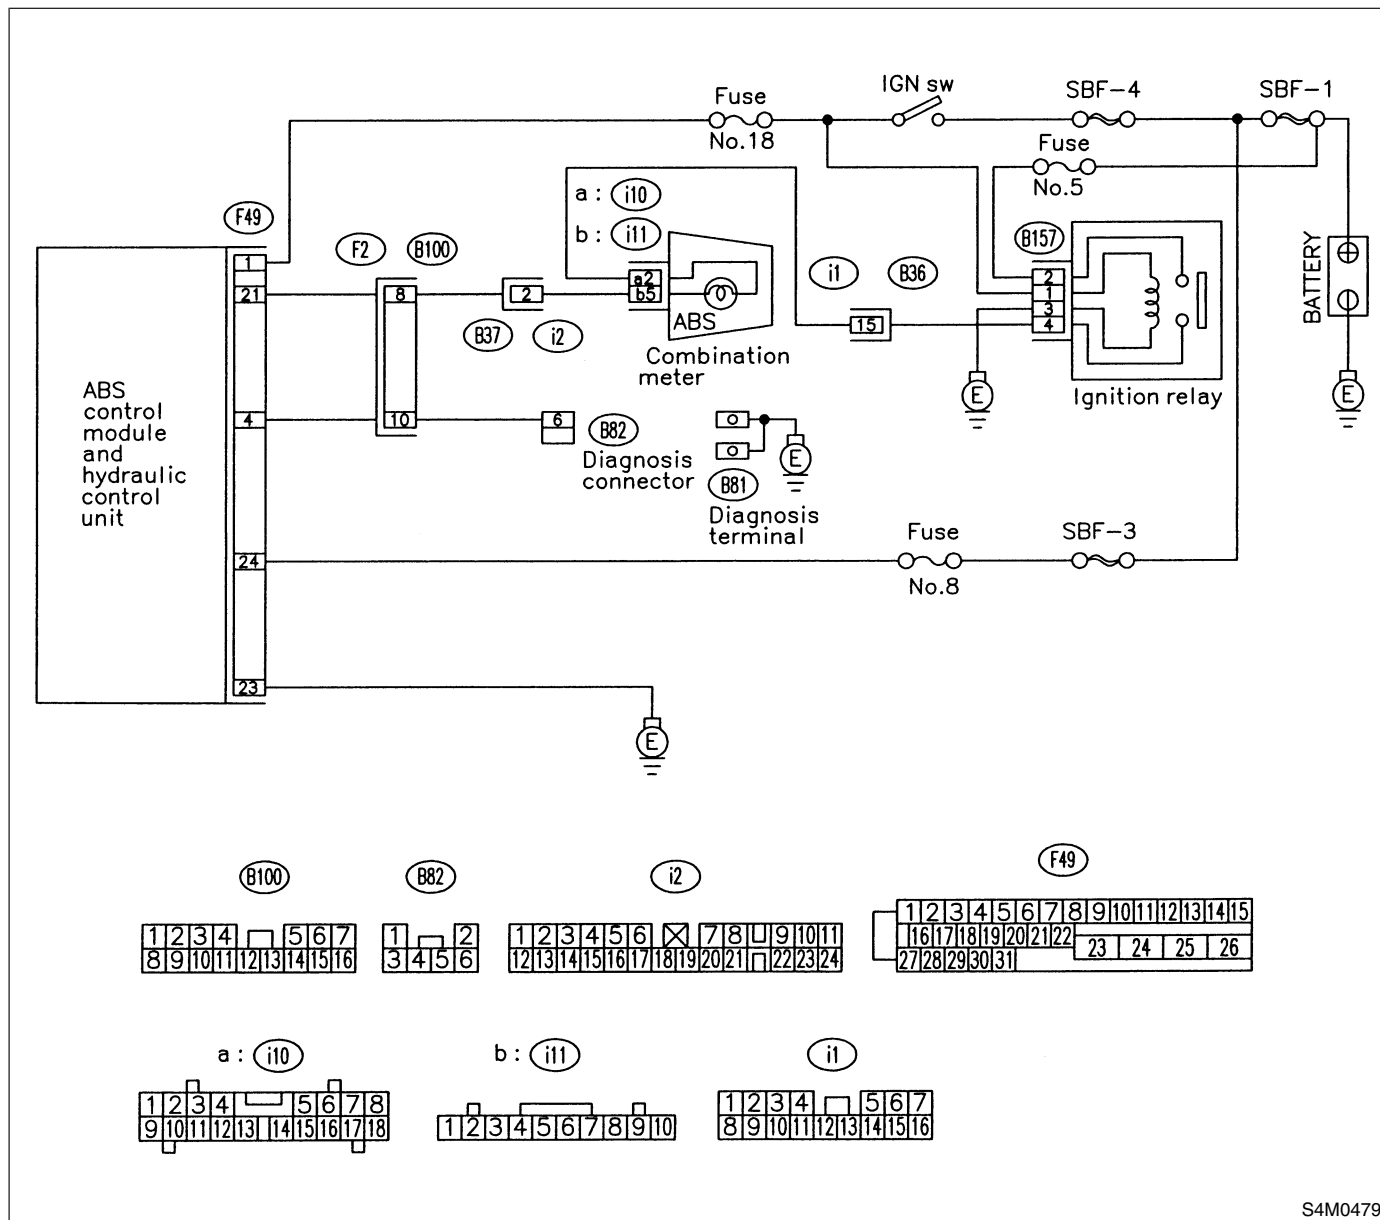 IGN sw
SBF-4
SBF-1
Fuse
No.18
Fuse
No.5
a : i10
b : i11
F49
F2
B100
B157
i1
B36
1
21
8
2
a2
b5
ABS
B37
i2
Combination
meter
15
2
1
3
4
Ignition relay
BATTERY
E
E
ABS
control
module
and
hydraulic
control
unit
4
10
6
B82
Diagnosis
connector
B81
Diagnosis
terminal
E
24
Fuse
No.8
SBF-3
23
E
B100
1 2 3 4 5 6 7
8 9 10 11 12 13 14 15 16
B82
1 2
3 4 5 6
i2
1 2 3 4 5 6 7 8 9 10 11
12 13 14 15 16 17 18 19 20 21 22 23 24
F49
1 2 3 4 5 6 7 8 9 10 11 12 13 14 15
16 17 18 19 20 21 22 23 24 25 26
27 28 29 30 31
a : i10
1 2 3 4 5 6 7 8
9 10 11 12 13 14 15 16 17 18
b : i11
1 2 3 4 5 6 7 8 9 10
i1
1 2 3 4 5 6 7
8 9 10 11 12 13 14 15 16
S4M0479